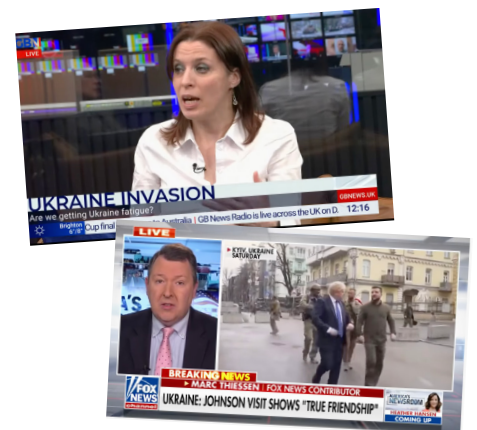 GBN
LIVE
UKRAINE INVASION
Are we getting Ukraine fatigue?
GBNEWS.UK
Brighton
Cup final
Australia | GB News Radio is live across the UK on D.
12:16
LIVE
KYIV, UKRAINE
SATURDAY
BREAKING NEWS
MARC THIESSEN | FOX NEWS CONTRIBUTOR
FOX
NEWS
UKRAINE: JOHNSON VISIT SHOWS "TRUE FRIENDSHIP"
AMERICA'S
NEWSROOM
HEATHER HANSEN
COMING UP